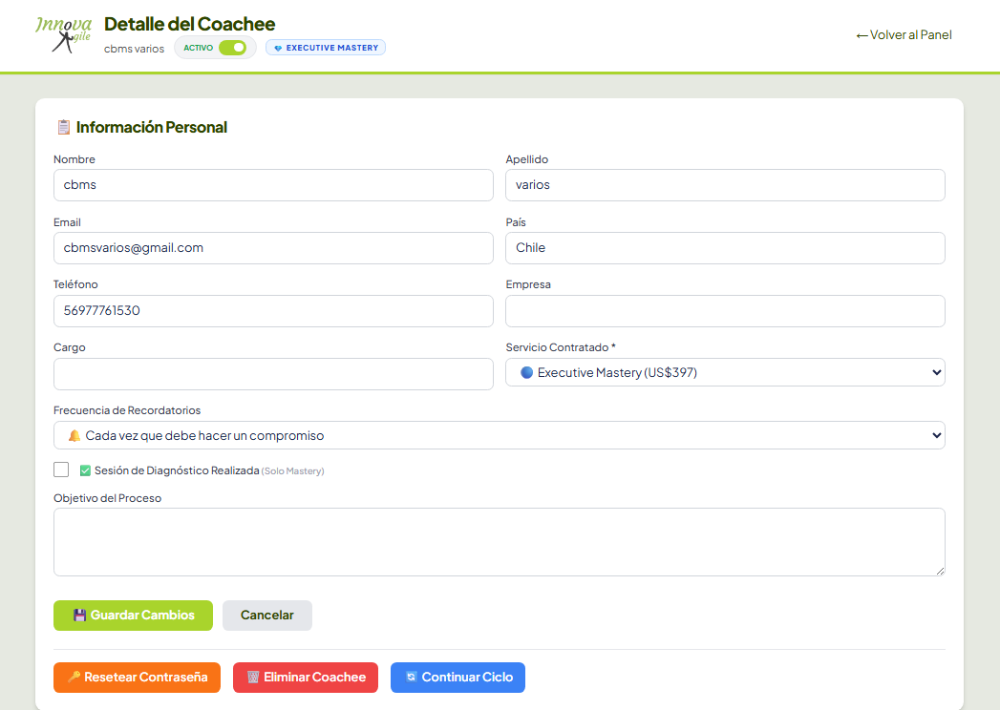 Innova
Agile
Detalle del Coachee
cbms varios
ACTIVO
EXECUTIVE MASTERY
←Volver al Panel
Información Personal
Nombre
Apellido
cbms
varios
Email
País
cbmsvarios@gmail.com
Chile
Teléfono
Empresa
56977761530
Cargo
Servicio Contratado *
Executive Mastery (US$397)
Frecuencia de Recordatorios
Cada vez que debe hacer un compromiso
Sesión de Diagnóstico Realizada (Solo Mastery)
Objetivo del Proceso
Guardar Cambios
Cancelar
Resetear Contraseña
Eliminar Coachee
Continuar Ciclo